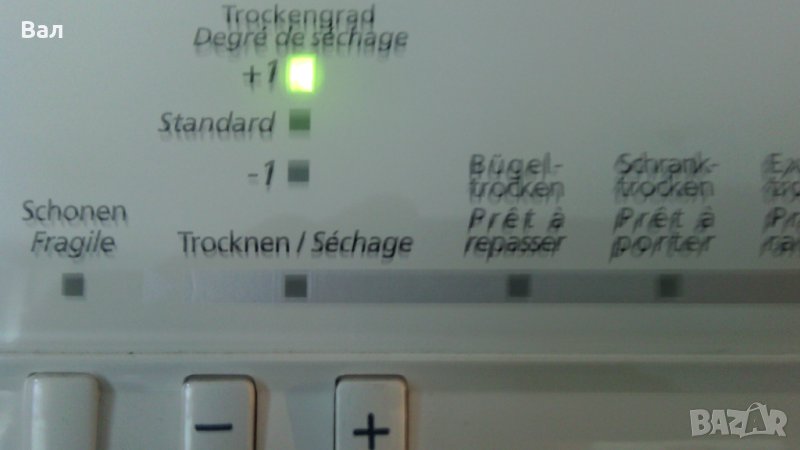 Вал
Trockengrad
Degré de séchage
+1
Standard
-1
Schonen
Fragile
Trocknen / Séchage
Bügel-
trocken
Prêt à
repasser
Schrank-
trocken
Prêt à
porter
-
+
BAZAR